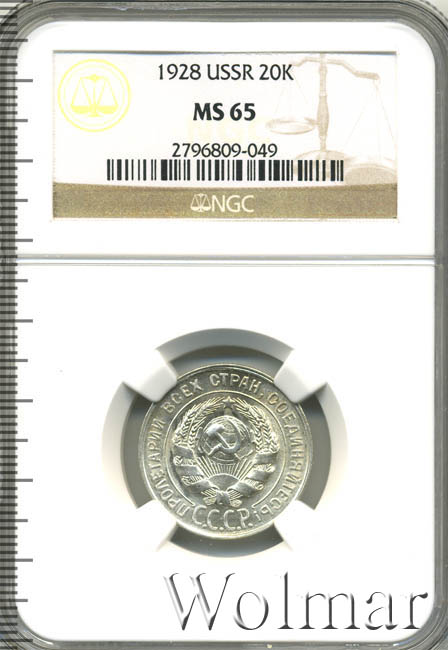 1928 USSR 20K
MS 65
2796809-049
NGC
ПРОЛЕТАРИИ ВСЕХ СТРАН, СОЕДИНЯЙТЕСЬ!
С.С.С.Р.
Wolmar